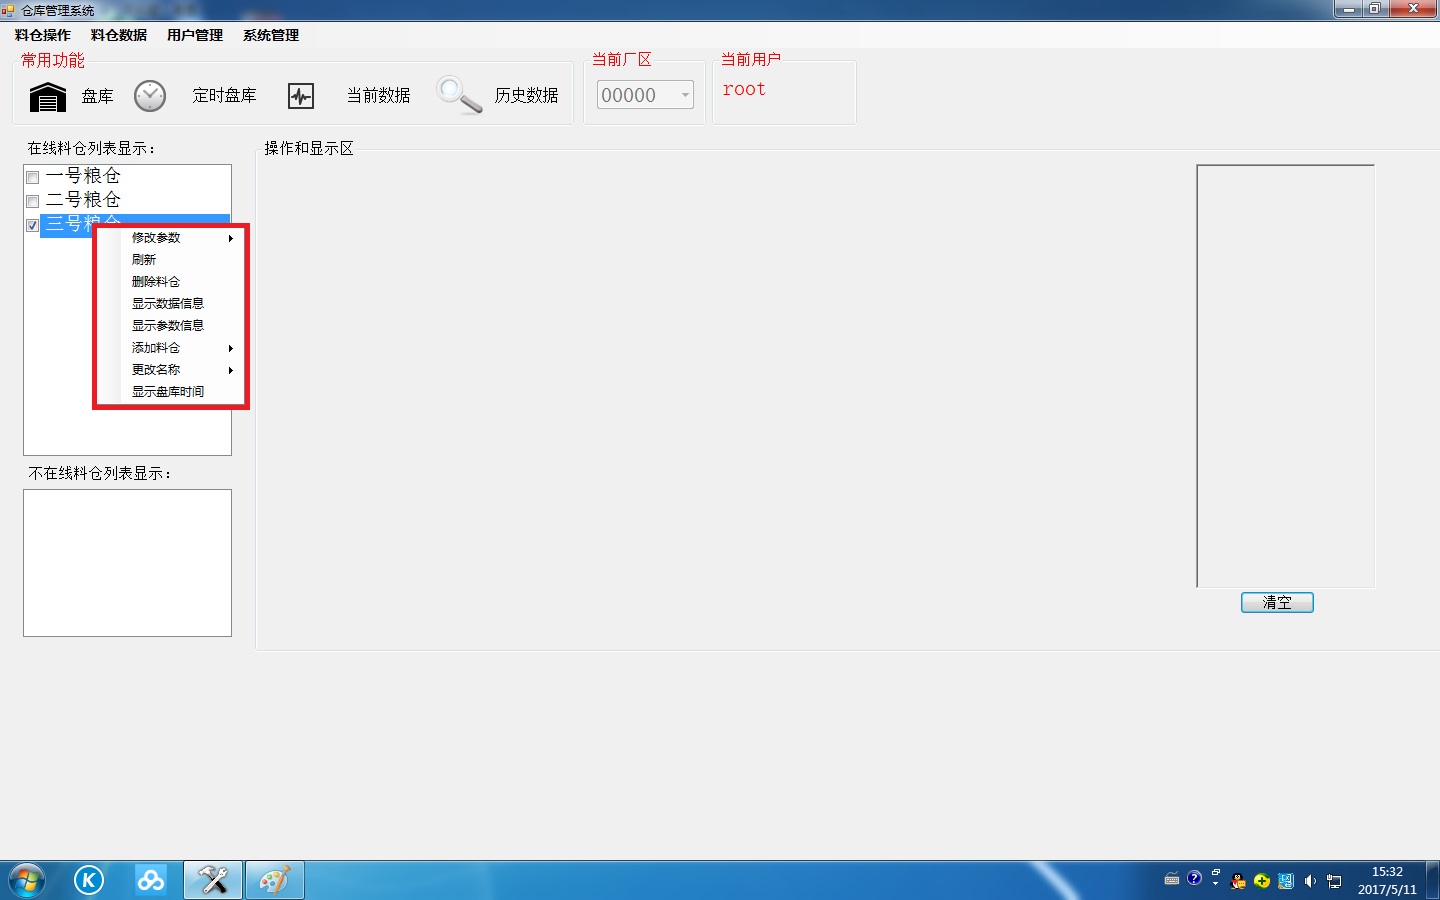 仓库管理系统
料仓操作 料仓数据 用户管理 系统管理
常用功能
盘库 定时盘库 当前数据 历史数据
当前厂区
00000
当前用户
root
在线料仓列表显示：
一号粮仓
二号粮仓
三号粮仓
修改参数
刷新
删除料仓
显示数据信息
显示参数信息
添加料仓
更改名称
显示盘库时间
不在线料仓列表显示：
操作和显示区
清空
K
15:32
2017/5/11